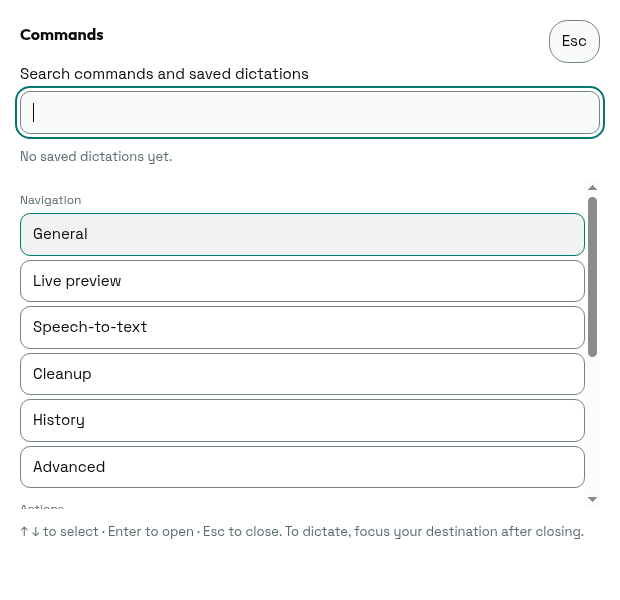 Commands
Esc
Search commands and saved dictations
No saved dictations yet.
Navigation
General
Live preview
Speech-to-text
Cleanup
History
Advanced
Actions
↑ ↓ to select · Enter to open · Esc to close. To dictate, focus your destination after closing.